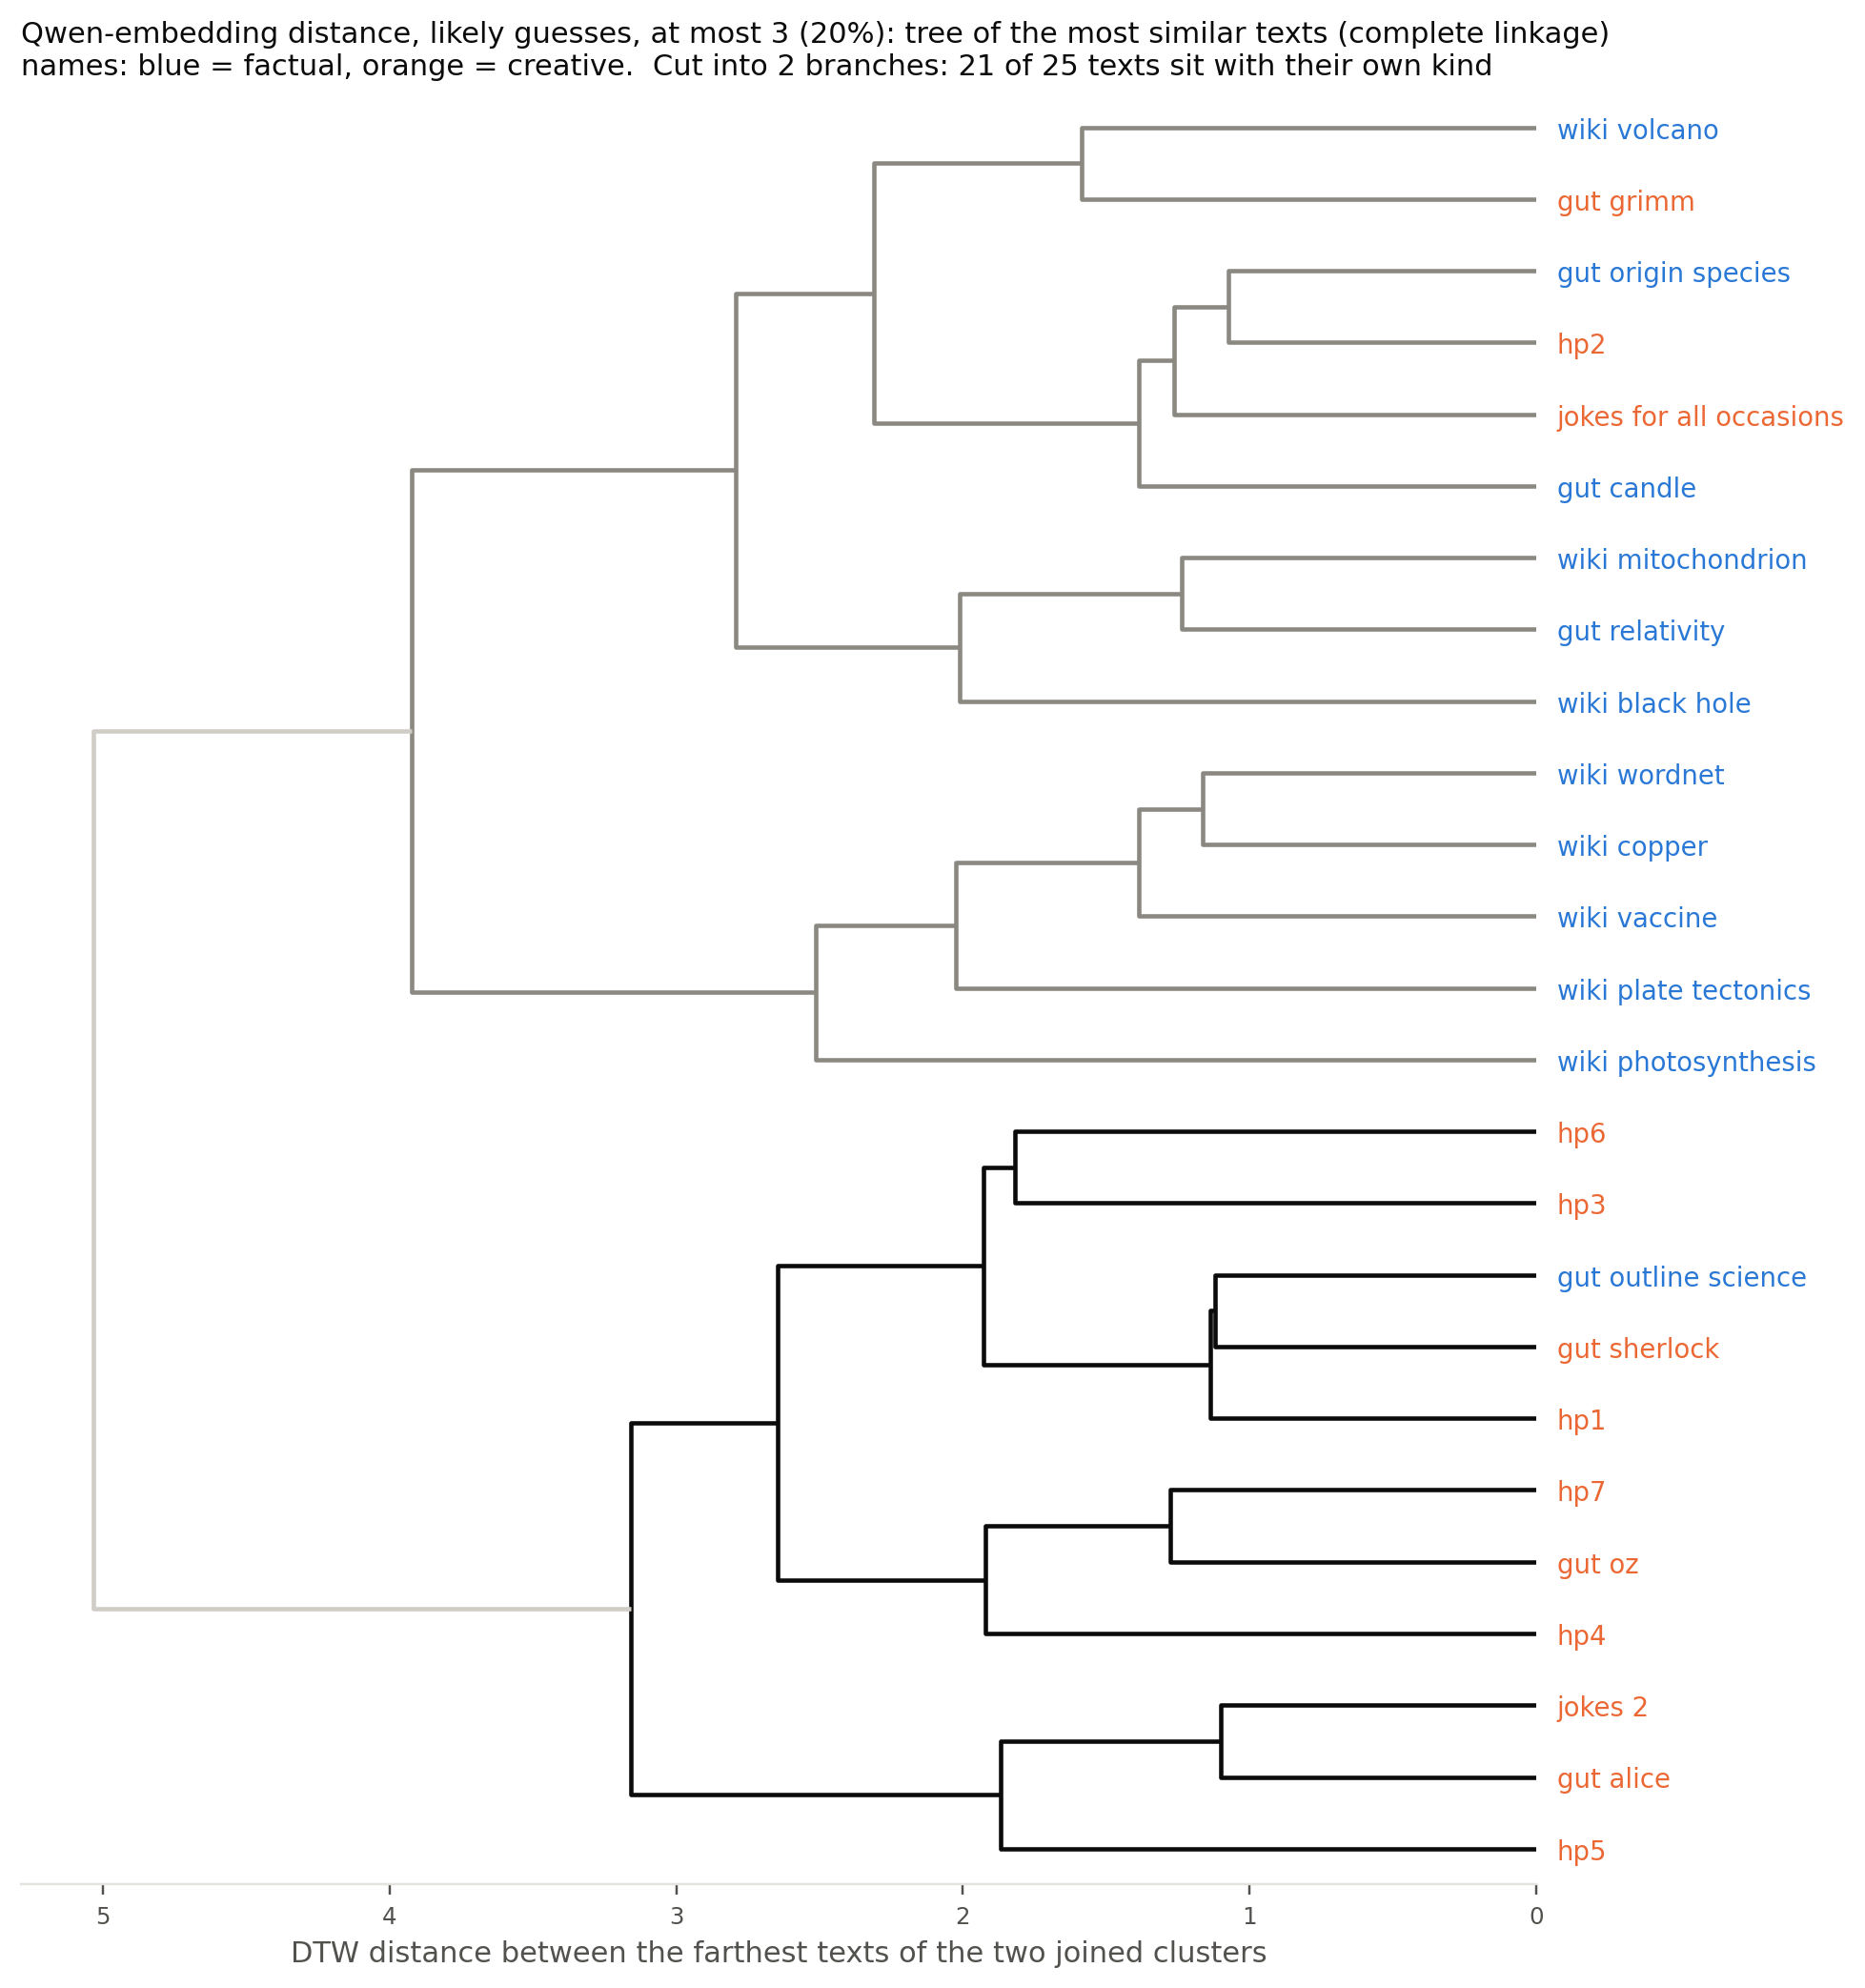 Qwen-embedding distance, likely guesses, at most 3 (20%): tree of the most similar texts (complete linkage)
names: blue = factual, orange = creative.  Cut into 2 branches: 21 of 25 texts sit with their own kind
wiki volcano
gut grimm
gut origin species
hp2
jokes for all occasions
gut candle
wiki mitochondrion
gut relativity
wiki black hole
wiki wordnet
wiki copper
wiki vaccine
wiki plate tectonics
wiki photosynthesis
hp6
hp3
gut outline science
gut sherlock
hp1
hp7
gut oz
hp4
jokes 2
gut alice
hp5
5 4 3 2 1 0
DTW distance between the farthest texts of the two joined clusters